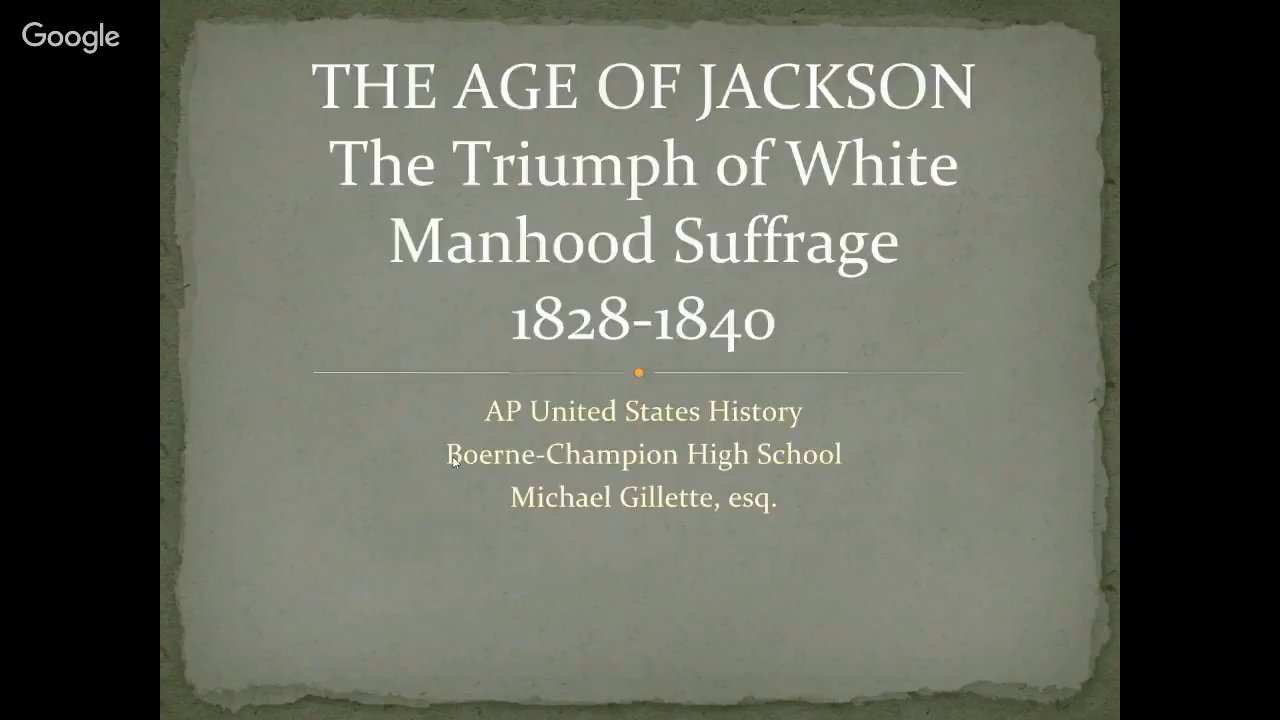 Google
THE AGE OF JACKSON
The Triumph of White
Manhood Suffrage
1828-1840
AP United States History
Boerne-Champion High School
Michael Gillette, esq.